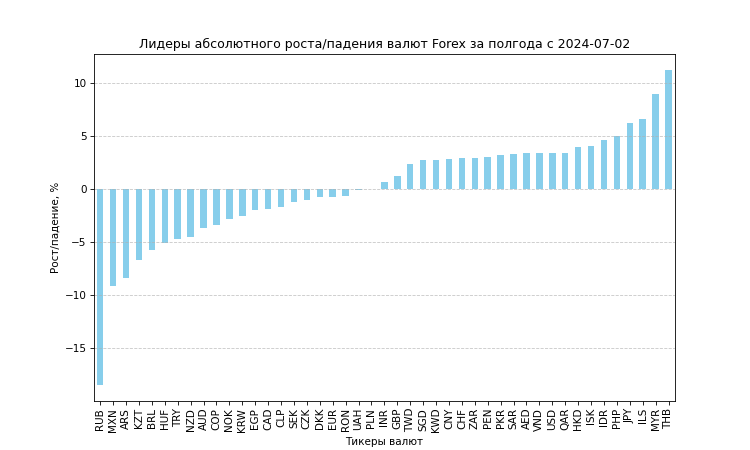 Лидеры абсолютного роста/падения валют Forex за полгода с 2024-07-02
Рост/падение, %
10
5
0
−5
−10
−15
RUB MXN ARS KZT BRL HUF TRY NZD AUD COP NOK KRW EGP CAD CLP SEK CZK DKK EUR RON UAH PLN INR GBP TWD SGD KWD CNY CHF ZAR PEN PKR SAR AED VND USD QAR HKD ISK IDR PHP JPY ILS MYR THB
Тикеры валют